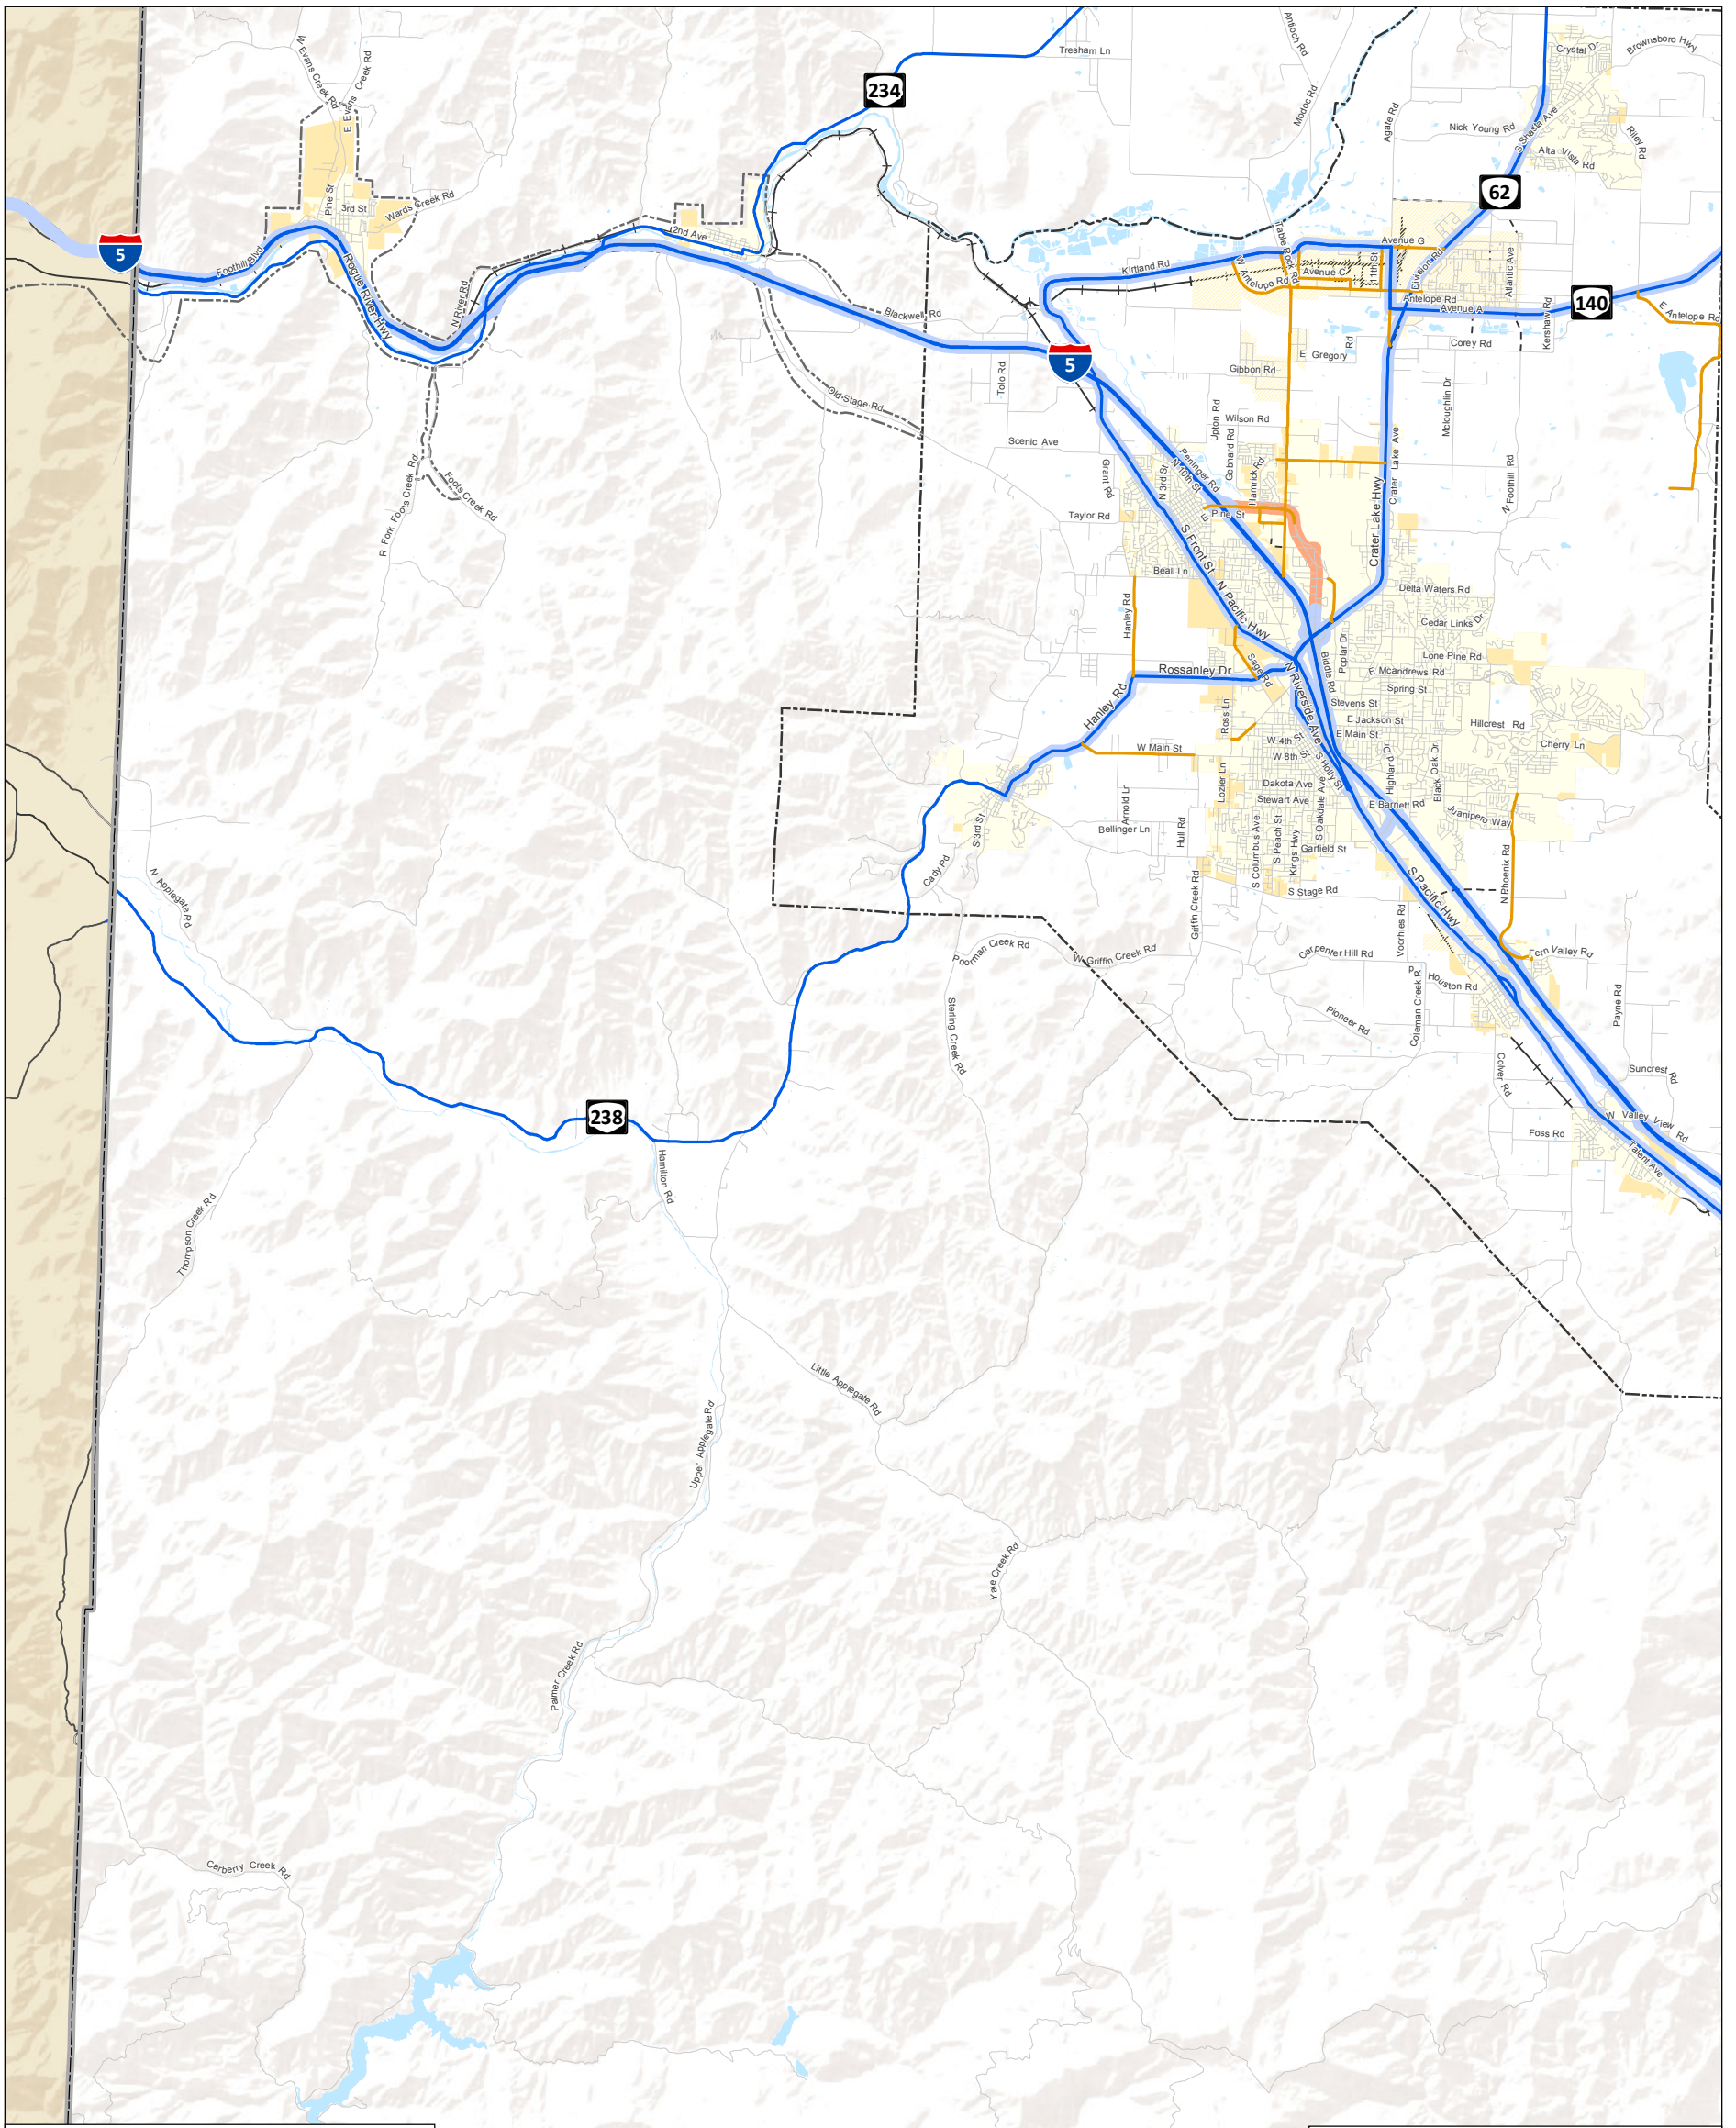 W Evans Creek Rd
E Evans Creek Rd
Pine St
3rd St
Wards Creek Rd
5
Foothill Blvd
Rogue River Hwy
N River Rd
2nd Ave
234
Tresham Ln
Antioch Rd
Modoc Rd
Agate Rd
Crystal Dr
Brownsboro Hwy
Nick Young Rd
S Shasta Ave
Alta Vista Rd
Riley Rd
62
Table Rock Rd
Avenue G
Kirtland Rd
W Antelope Rd
Avenue C
11th St
Division Rd
Atlantic Ave
Antelope Rd
Avenue A
140
Kershaw Rd
E Antelope Rd
Blackwell Rd
5
Tolo Rd
E Gregory Rd
Corey Rd
Gibbon Rd
Old Stage Rd
Upton Rd
Wilson Rd
Mcloughlin Dr
Scenic Ave
Gebhard Rd
Crater Lake Ave
Peninger Rd
N 10th St
N 3rd St
Grant Rd
Hamrick Rd
N Foothill Rd
R Fork Foots Creek Rd
Foots Creek Rd
Taylor Rd
E Pine St
Crater Lake Hwy
S Front St
Beall Ln
Delta Waters Rd
N Pacific Hwy
Hanley Rd
Cedar Links Dr
Poplar Dr
Lone Pine Rd
Rossanley Dr
Sage Rd
Biddle Rd
E Mcandrews Rd
Spring St
Hanley Rd
N Riverside Ave
Stevens St
Ross Ln
E Jackson St
Hillcrest Rd
W Main St
W 4th St
E Main St
Cherry Ln
W 8th St
S Holly St
Highland Dr
Black Oak Dr
Lozier Ln
Dakota Ave
Arnold Ln
Stewart Ave
S Oakdale Ave
E Barnett Rd
Juanipero Way
S 3rd St
Bellinger Ln
Hull Rd
S Columbus Ave
S Peach St
Kings Hwy
Garfield St
Cady Rd
S Stage Rd
S Pacific Hwy
N Phoenix Rd
N Applegate Rd
Griffin Creek Rd
Voorhies Rd
Poorman Creek Rd
W Griffin Creek Rd
Carpenter Hill Rd
Fern Valley Rd
Houston Rd
Coleman Creek Rd
Payne Rd
Sterling Creek Rd
Pioneer Rd
Colver Rd
Suncrest Rd
238
W Valley View Rd
Foss Rd
Talent Ave
Hamilton Rd
Thompson Creek Rd
Little Applegate Rd
Upper Applegate Rd
Yale Creek Rd
Palmer Creek Rd
Carberry Creek Rd